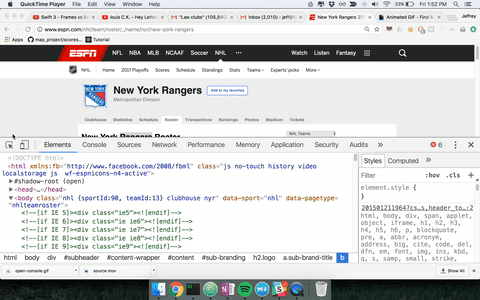 QuickTime Player File Edit View Window Help Fri 1:52 PM
Swift 3 - Frames v B louis C.K. - Hey Letter "Law clubs" (105,84 Inbox (2,010) - jeff@ New York Rangers 20 Animated GIF - Find & Jeffrey
www.espn.com/nhl/team/roster/_/name/nyr/new-york-rangers
Apps map_project/scores... Tutorial
ESPN NFL NBA MLB NCAAF Soccer NHL ... Watch Listen Fantasy
NHL Home 2017 Playoffs Scores Schedule Standings Stats Teams Experts' picks More
New York Rangers Add to my favorites
Metropolitan Division
Clubhouse Statistics Schedule Roster Transactions Rankings Photos Stadium Tickets
New York Rangers Roster NHL Teams
Elements Console Sources Network Performance Memory Application Security Audits 6
<!DOCTYPE html>
<html xmlns:fb="http://www.facebook.com/2008/fbml" class="js no-touch history video
localstorage js wf-espnicons-n4-active">
#shadow-root (open)
<head>…</head>
<body class="nhl {sportId:90, teamId:13} clubhouse nyr" data-sport="nhl" data-pagetype=
"nhlteamroster">
<!--[if IE 5]><div class="ie5"><![endif]-->
<!--[if IE 6]><div class="ie6"><![endif]-->
<!--[if IE 7]><div class="ie7"><![endif]-->
<!--[if IE 8]><div class="ie8"><![endif]-->
<!--[if IE 9]><div class="ie9"><![endif]-->
html body div #subheader #content-wrapper #content #sub-branding h2.logo a.sub-brand-title b
Styles Computed
Filter :hov .cls +
element.style {
}
201501211964?cs…s,header_to…:2
html, body, div, span, applet,
object, iframe, h1, h2, h3,
h4, h5, h6, p, blockquote,
pre, a, abbr, acronym,
address, big, cite, code, del,
dfn, em, font, img, ins, kbd,
q, s, samp, small, strike,
open-console.gif source.mov Show All